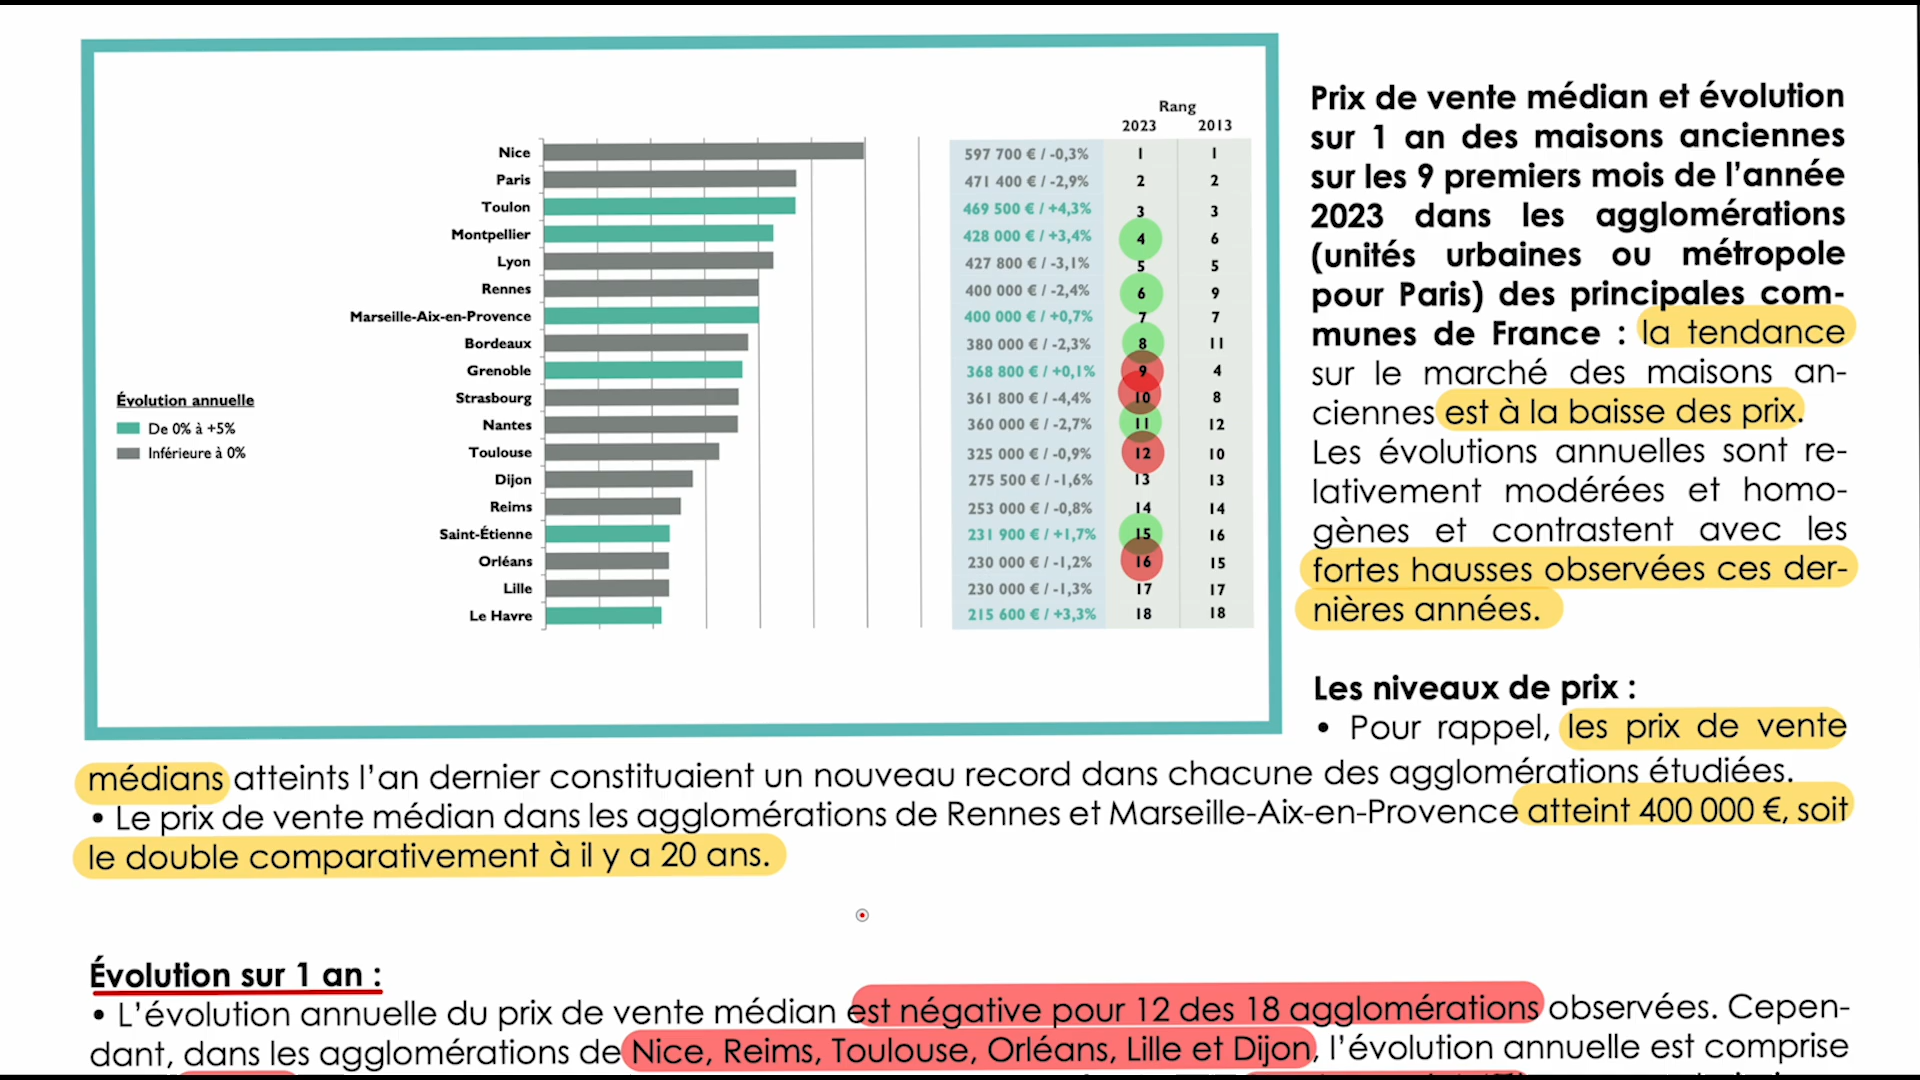 Rang
2023 2013
Nice 597 700 € / -0,3% 1 1
Paris 471 400 € / -2,9% 2 2
Toulon 469 500 € / +4,3% 3 3
Montpellier 428 000 € / +3,4% 4 6
Lyon 427 800 € / -3,1% 5 5
Rennes 400 000 € / -2,4% 6 9
Marseille-Aix-en-Provence 400 000 € / +0,7% 7 7
Bordeaux 380 000 € / -2,3% 8 11
Grenoble 368 800 € / +0,1% 9 4
Strasbourg 361 800 € / -4,4% 10 8
Nantes 360 000 € / -2,7% 11 12
Toulouse 325 000 € / -0,9% 12 10
Dijon 275 500 € / -1,6% 13 13
Reims 253 000 € / -0,8% 14 14
Saint-Étienne 231 900 € / +1,7% 15 16
Orléans 230 000 € / -1,2% 16 15
Lille 230 000 € / -1,3% 17 17
Le Havre 215 600 € / +3,3% 18 18
Évolution annuelle
De 0% à +5%
Inférieure à 0%
Prix de vente médian et évolution
sur 1 an des maisons anciennes
sur les 9 premiers mois de l'année
2023 dans les agglomérations
(unités urbaines ou métropole
pour Paris) des principales com-
munes de France : la tendance
sur le marché des maisons an-
ciennes est à la baisse des prix.
Les évolutions annuelles sont re-
lativement modérées et homo-
gènes et contrastent avec les
fortes hausses observées ces der-
nières années.
Les niveaux de prix :
• Pour rappel, les prix de vente
médians atteints l'an dernier constituaient un nouveau record dans chacune des agglomérations étudiées.
• Le prix de vente médian dans les agglomérations de Rennes et Marseille-Aix-en-Provence atteint 400 000 €, soit
le double comparativement à il y a 20 ans.
Évolution sur 1 an :
• L'évolution annuelle du prix de vente médian est négative pour 12 des 18 agglomérations observées. Cepen-
dant, dans les agglomérations de Nice, Reims, Toulouse, Orléans, Lille et Dijon, l'évolution annuelle est comprise